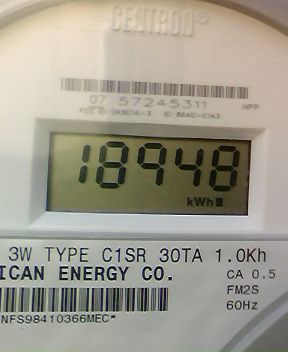 CENTRON®
07 57245311 HPP
18948
kWh
3W TYPE C1SR 30TA 1.0Kh
ICAN ENERGY CO. CA 0.5
FM2S
60Hz
NFS98410366MEC*